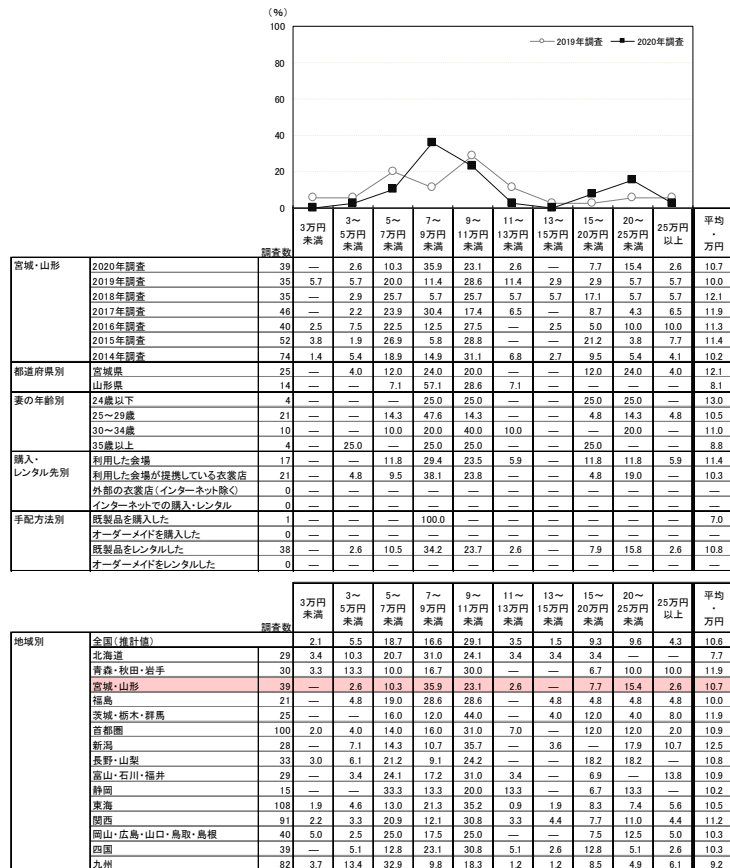 (%)
100
80
60
40
20
0
2019年調査 2020年調査
調査数 3万円未満 3～5万円未満 5～7万円未満 7～9万円未満 9～11万円未満 11～13万円未満 13～15万円未満 15～20万円未満 20～25万円未満 25万円以上 平均・万円
宮城・山形 2020年調査 39 — 2.6 10.3 35.9 23.1 2.6 — 7.7 15.4 2.6 10.7
2019年調査 35 5.7 5.7 20.0 11.4 28.6 11.4 2.9 2.9 5.7 5.7 10.0
2018年調査 35 — 2.9 25.7 5.7 25.7 5.7 5.7 17.1 5.7 5.7 12.1
2017年調査 46 — 2.2 23.9 30.4 17.4 6.5 — 8.7 4.3 6.5 11.9
2016年調査 40 2.5 7.5 22.5 12.5 27.5 — 2.5 5.0 10.0 10.0 11.3
2015年調査 52 3.8 1.9 26.9 5.8 28.8 — — 21.2 3.8 7.7 11.4
2014年調査 74 1.4 5.4 18.9 14.9 31.1 6.8 2.7 9.5 5.4 4.1 10.2
都道府県別 宮城県 25 — 4.0 12.0 24.0 20.0 — — 12.0 24.0 4.0 12.1
山形県 14 — — 7.1 57.1 28.6 7.1 — — — — 8.1
妻の年齢別 24歳以下 4 — — — 25.0 25.0 — — 25.0 25.0 — 13.0
25～29歳 21 — — 14.3 47.6 14.3 — — 4.8 14.3 4.8 10.5
30～34歳 10 — — 10.0 20.0 40.0 10.0 — — 20.0 — 11.0
35歳以上 4 — 25.0 — 25.0 25.0 — — 25.0 — — 8.8
購入・レンタル先別 利用した会場 17 — — 11.8 29.4 23.5 5.9 — 11.8 11.8 5.9 11.4
利用した会場が提携している衣裳店 21 — 4.8 9.5 38.1 23.8 — — 4.8 19.0 — 10.3
外部の衣裳店（インターネット除く） 0 — — — — — — — — — — —
インターネットでの購入・レンタル 0 — — — — — — — — — — —
手配方法別 既製品を購入した 1 — — — 100.0 — — — — — — 7.0
オーダーメイドを購入した 0 — — — — — — — — — — —
既製品をレンタルした 38 — 2.6 10.5 34.2 23.7 2.6 — 7.9 15.8 2.6 10.8
オーダーメイドをレンタルした 0 — — — — — — — — — — —
調査数 3万円未満 3～5万円未満 5～7万円未満 7～9万円未満 9～11万円未満 11～13万円未満 13～15万円未満 15～20万円未満 20～25万円未満 25万円以上 平均・万円
地域別 全国（推計値） 2.1 5.5 18.7 16.6 29.1 3.5 1.5 9.3 9.6 4.3 10.6
北海道 29 3.4 10.3 20.7 31.0 24.1 3.4 3.4 3.4 — — 7.7
青森・秋田・岩手 30 3.3 13.3 10.0 16.7 30.0 — — 6.7 10.0 10.0 11.9
宮城・山形 39 — 2.6 10.3 35.9 23.1 2.6 — 7.7 15.4 2.6 10.7
福島 21 — 4.8 19.0 28.6 28.6 — 4.8 4.8 4.8 4.8 10.0
茨城・栃木・群馬 25 — — 16.0 12.0 44.0 — 4.0 12.0 4.0 8.0 11.9
首都圏 100 2.0 4.0 14.0 16.0 31.0 7.0 — 12.0 12.0 2.0 10.9
新潟 28 — 7.1 14.3 10.7 35.7 — 3.6 — 17.9 10.7 12.5
長野・山梨 33 3.0 6.1 21.2 9.1 24.2 — — 18.2 18.2 — 10.8
富山・石川・福井 29 — 3.4 24.1 17.2 31.0 3.4 — 6.9 — 13.8 10.9
静岡 15 — — 33.3 13.3 20.0 13.3 — 6.7 13.3 — 10.2
東海 108 1.9 4.6 13.0 21.3 35.2 0.9 1.9 8.3 7.4 5.6 10.5
関西 91 2.2 3.3 20.9 12.1 30.8 3.3 4.4 7.7 11.0 4.4 11.2
岡山・広島・山口・鳥取・島根 40 5.0 2.5 25.0 17.5 25.0 — — 7.5 12.5 5.0 10.3
四国 39 — 5.1 12.8 23.1 30.8 5.1 2.6 12.8 5.1 2.6 10.3
九州 82 3.7 13.4 32.9 9.8 18.3 1.2 1.2 8.5 4.9 6.1 9.2